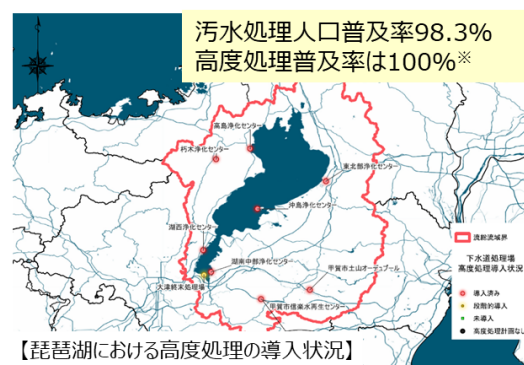 汚水処理人口普及率98.3%
高度処理普及率は100%※
高島浄化センター
朽木浄化センター
東北部浄化センター
沖島浄化センター
湖西浄化センター
湖南中部浄化センター
大津終末処理場
甲賀市土山オーデュプール
甲賀市信楽水再生センター
流総流域界
下水道処理場
高度処理導入状況
導入済み
段階的導入
未導入
高度処理計画なし
【琵琶湖における高度処理の導入状況】